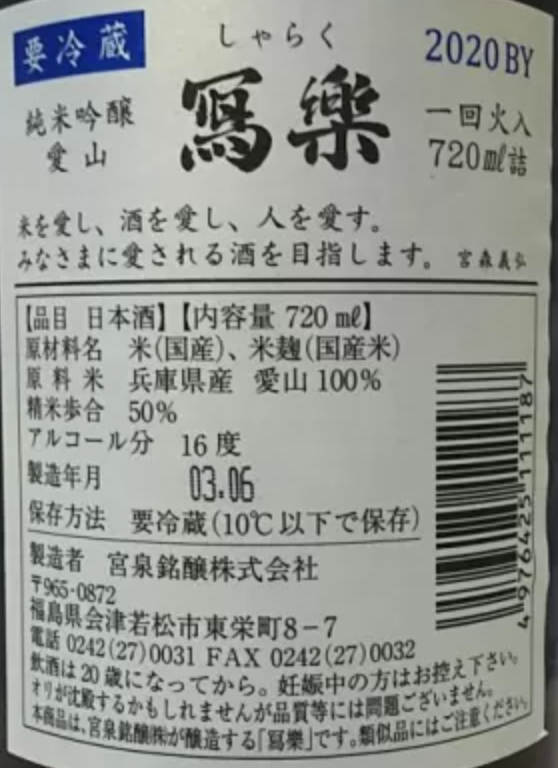 要冷蔵
しゃらく
2020BY
純米吟醸
愛山
寫樂
一回火入
720㎖詰
米を愛し、酒を愛し、人を愛す。
みなさまに愛される酒を目指します。 宮森義弘
【品目 日本酒】【内容量 720㎖】
原材料名 米(国産)、米麹(国産米)
原料米 兵庫県産 愛山100%
精米歩合 50%
アルコール分 16度
製造年月 03.06
保存方法 要冷蔵(10℃以下で保存)
製造者 宮泉銘醸株式会社
〒965-0872
福島県会津若松市東栄町8-7
電話 0242(27)0031 FAX 0242(27)0032
飲酒は20歳になってから。妊娠中の方はお控え下さい。
オリが沈殿するかもしれませんが品質等には問題ございません。
本商品は、宮泉銘醸㈱が醸造する「冩樂」です。類似品にはご注意ください。
4 976425 111187